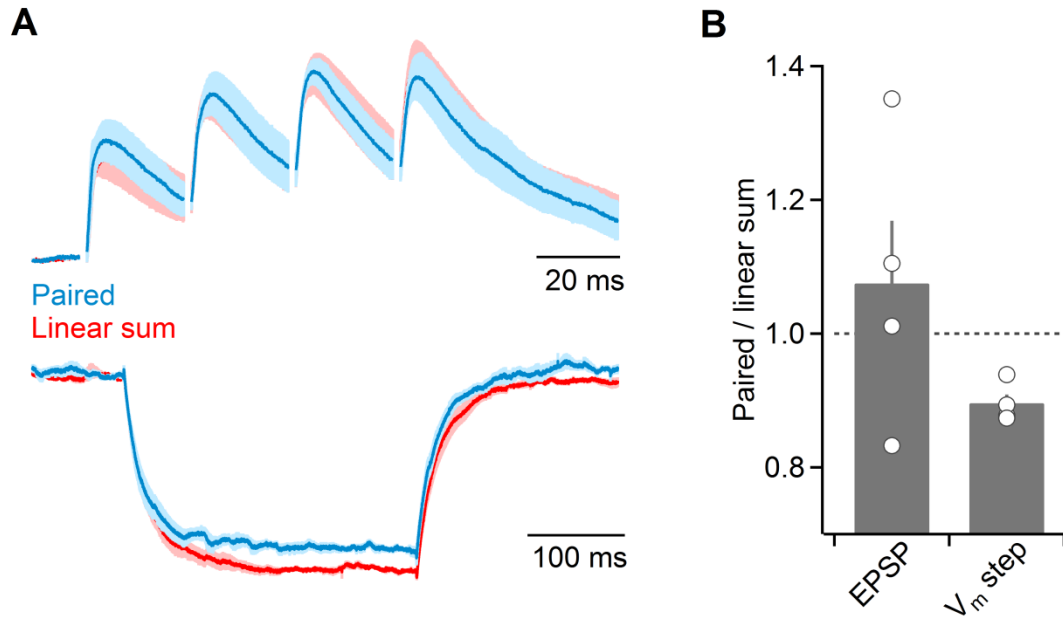 A
20 ms
Paired
Linear sum
100 ms
B
Paired / linear sum
1.4
1.2
1.0
0.8
EPSP
Vm step